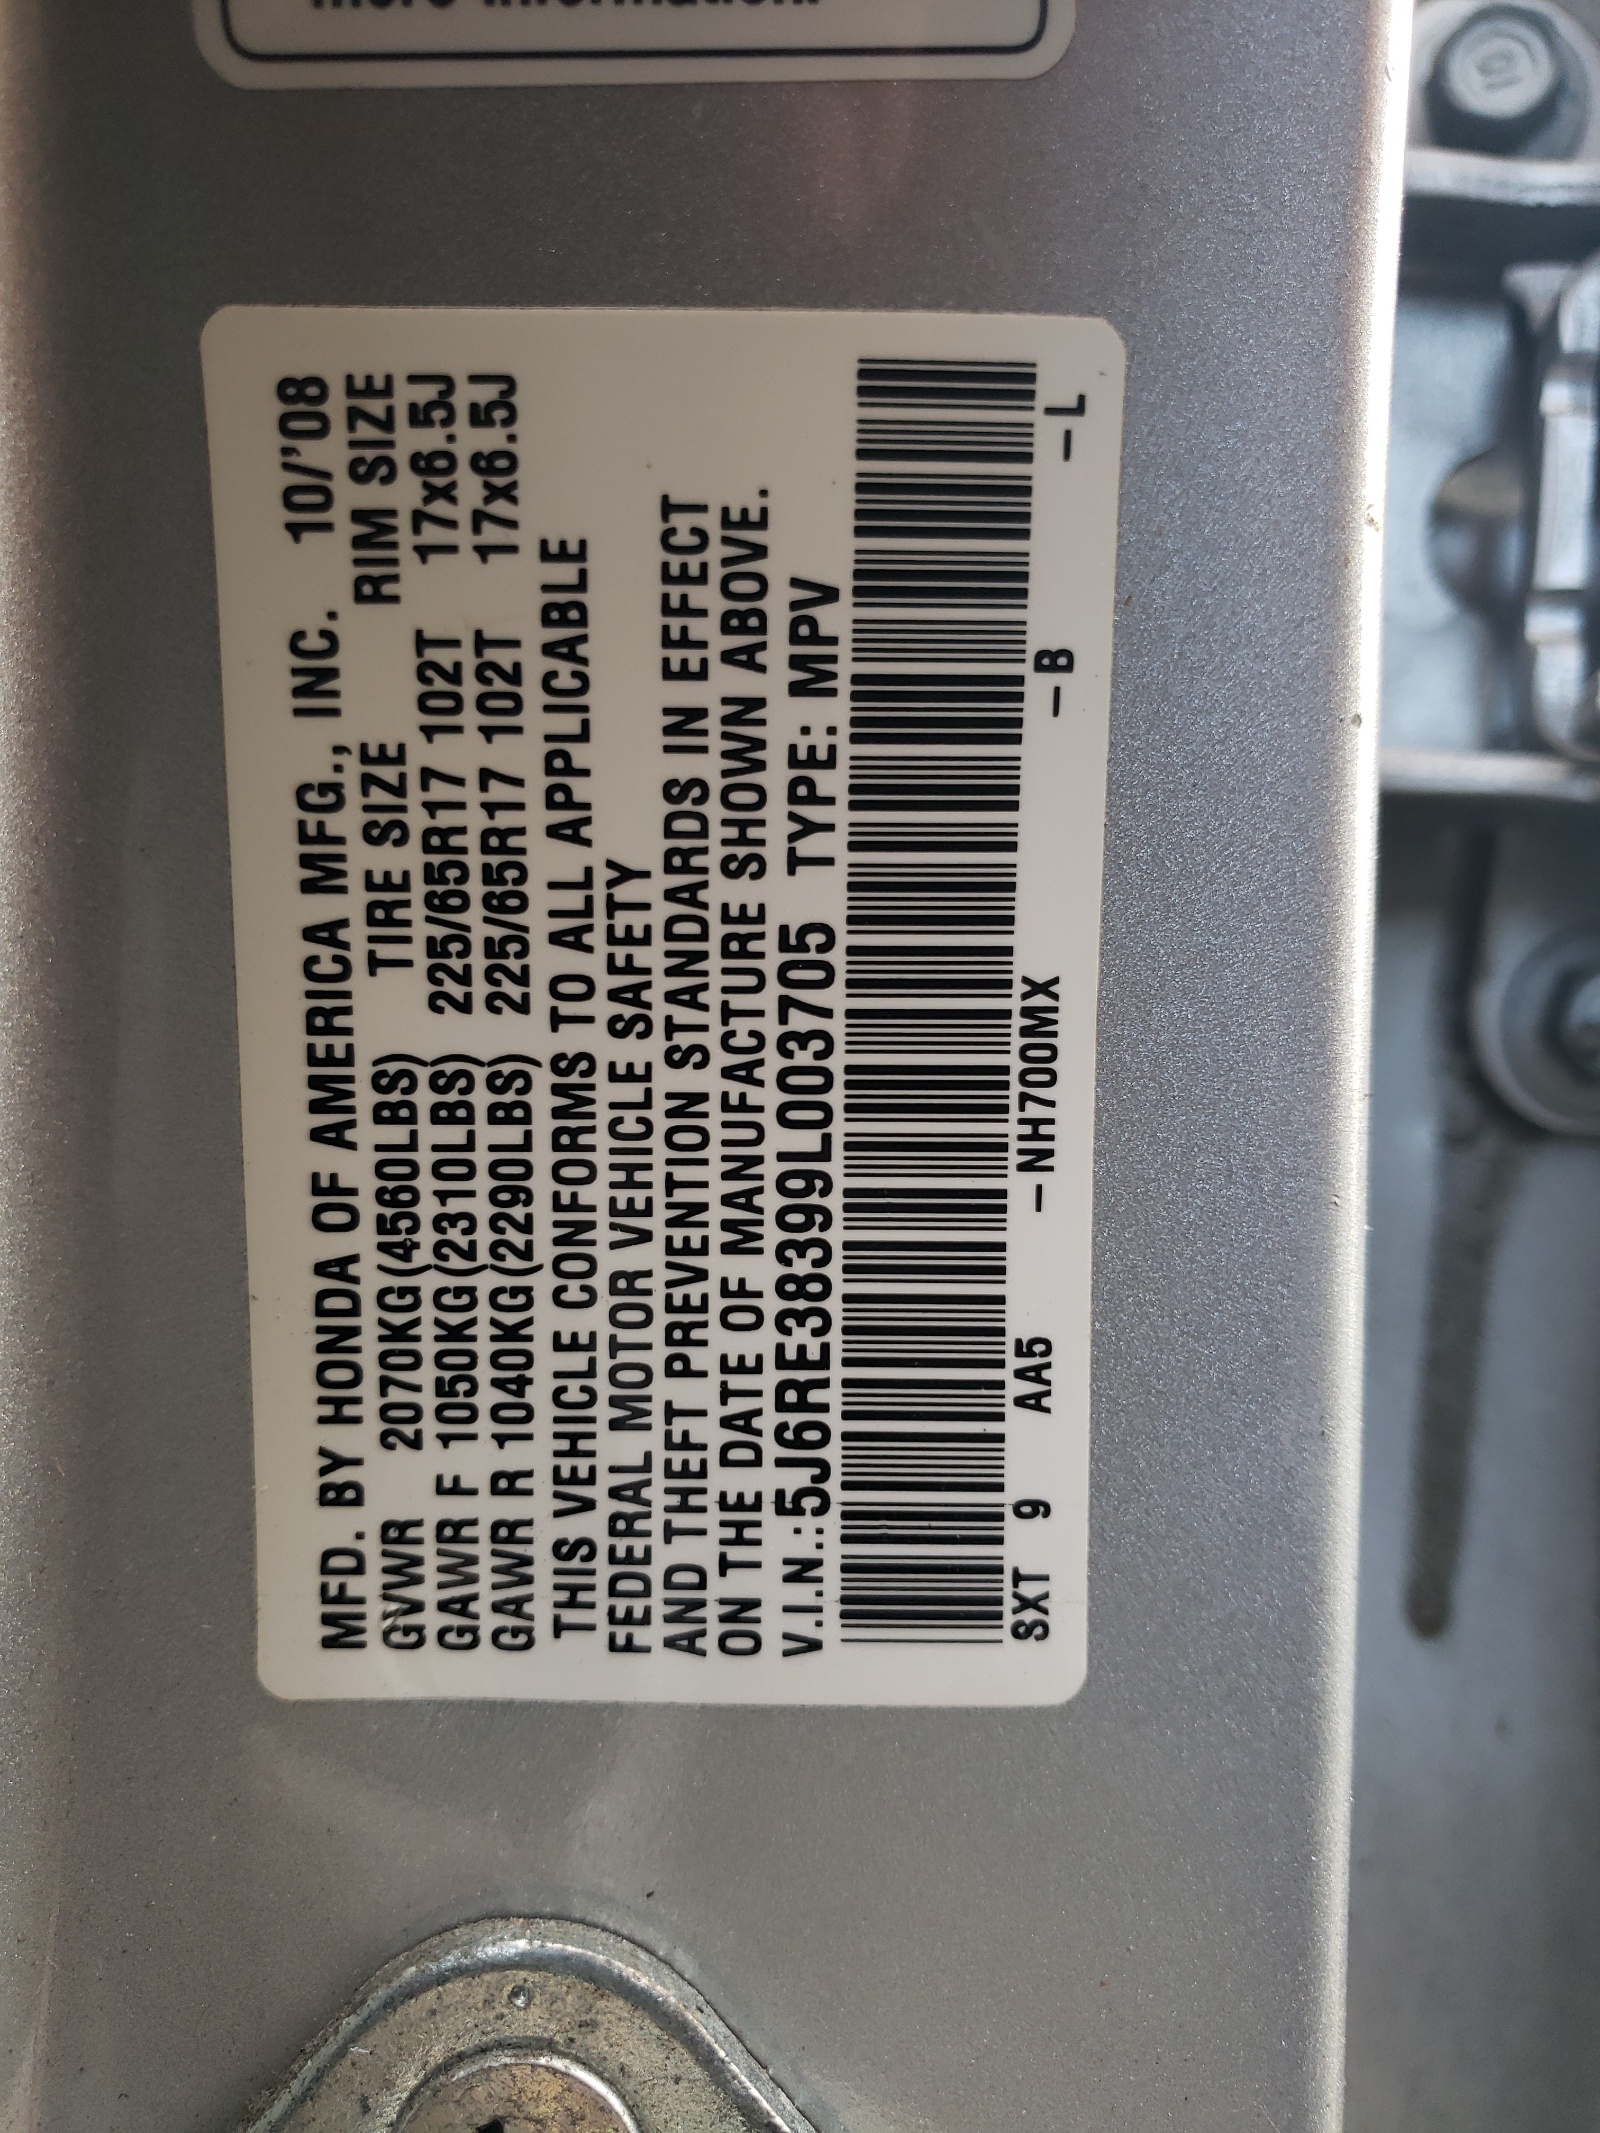 more information.
MFD. BY HONDA OF AMERICA MFG., INC. 10/'08
TIRE SIZE RIM SIZE
GVWR 2070KG(4560LBS)
GAWR F 1050KG(2310LBS) 225/65R17 102T 17x6.5J
GAWR R 1040KG(2290LBS) 225/65R17 102T 17x6.5J
THIS VEHICLE CONFORMS TO ALL APPLICABLE
FEDERAL MOTOR VEHICLE SAFETY
AND THEFT PREVENTION STANDARDS IN EFFECT
ON THE DATE OF MANUFACTURE SHOWN ABOVE.
V.I.N.:5J6RE38399L003705 TYPE: MPV
SXT 9 AA5 -NH700MX -B -L
10